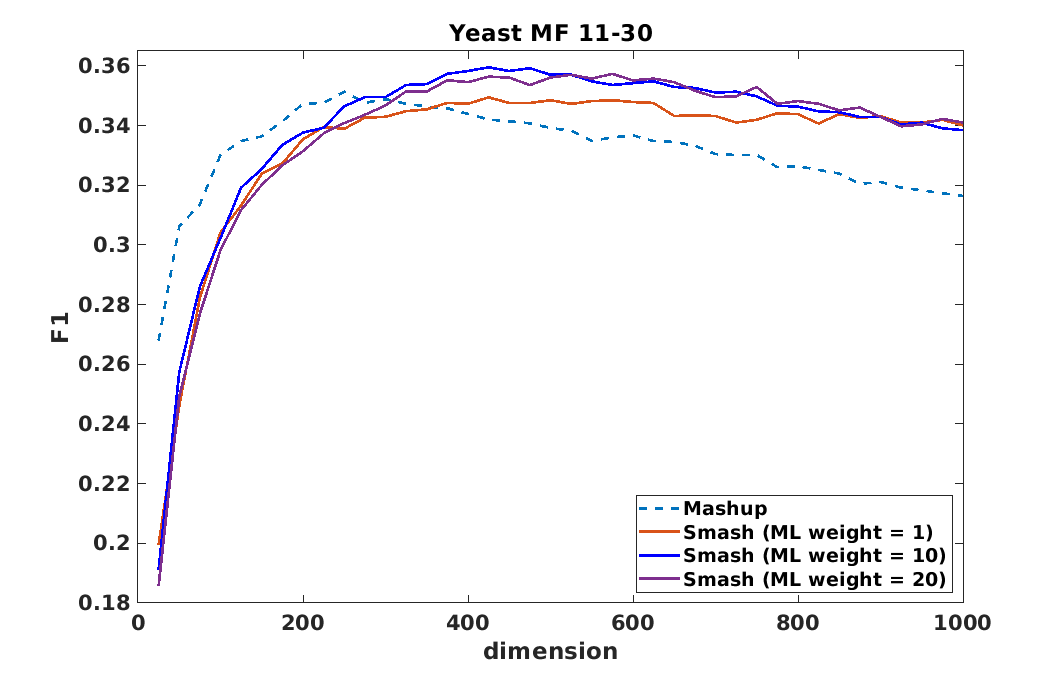 Yeast MF 11-30
0.36
0.34
0.32
0.3
0.28
0.26
0.24
0.22
0.2
0.18
F1
0 200 400 600 800 1000
dimension
Mashup
Smash (ML weight = 1)
Smash (ML weight = 10)
Smash (ML weight = 20)